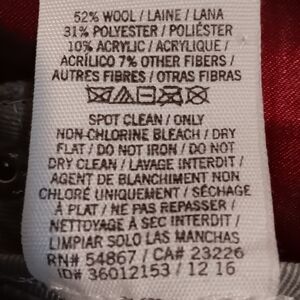 52% WOOL / LAINE / LANA
31% POLYESTER / POLIÉSTER
10% ACRYLIC / ACRYLIQUE /
ACRÍLICO 7% OTHER FIBERS /
AUTRES FIBRES / OTRAS FIBRAS
SPOT CLEAN / ONLY
NON-CHLORINE BLEACH / DRY
FLAT / DO NOT IRON / DO NOT
DRY CLEAN / LAVAGE INTERDIT /
AGENT DE BLANCHIMENT NON
CHLORÉ UNIQUEMENT / SÉCHAGE
À PLAT / NE PAS REPASSER /
NETTOYAGE À SEC INTERDIT /
LIMPIAR SOLO LAS MANCHAS
RN# 54867 / CA# 23226
ID# 36012153 / 12 16